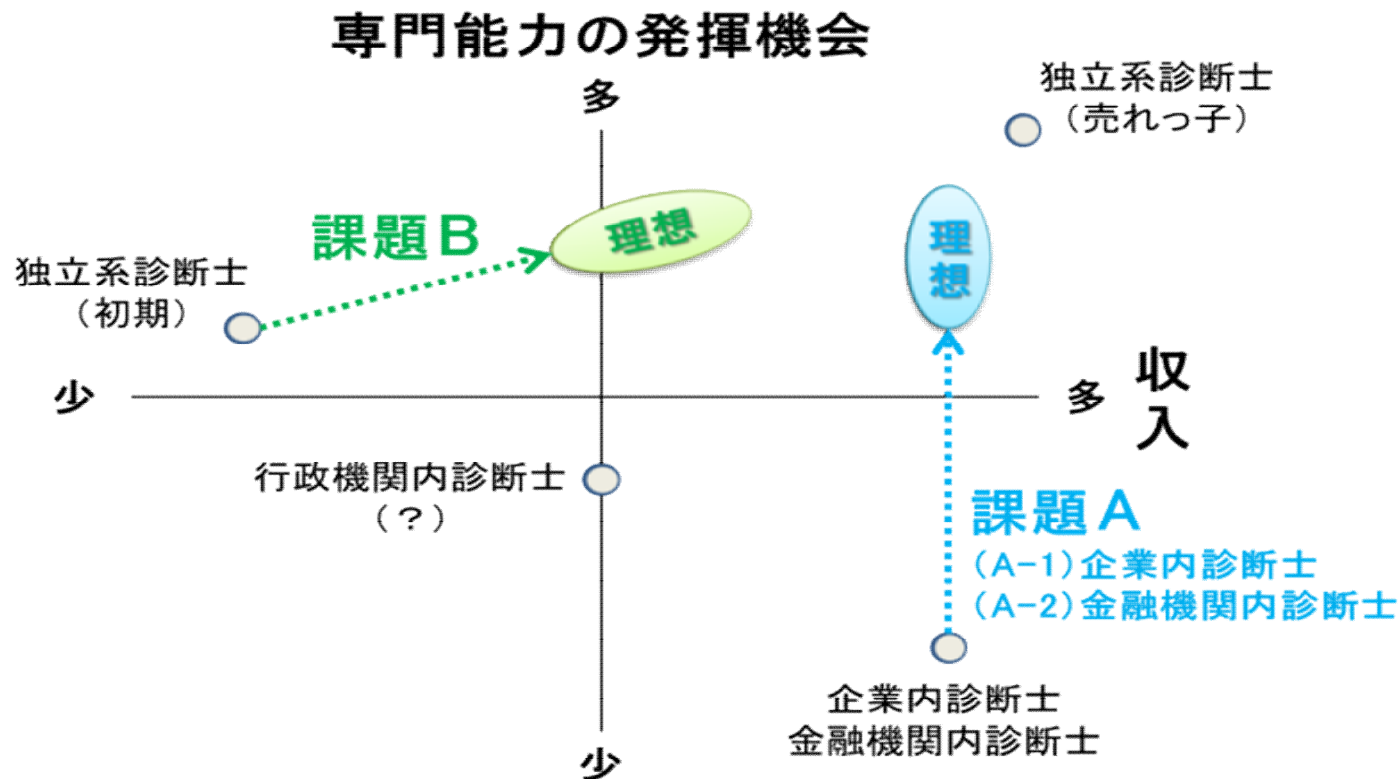 専門能力の発揮機会
多
独立系診断士
（売れっ子）
課題B
理想
理
想
独立系診断士
（初期）
少
多
収
入
行政機関内診断士
（？）
課題A
(A-1)企業内診断士
(A-2)金融機関内診断士
企業内診断士
金融機関内診断士
少